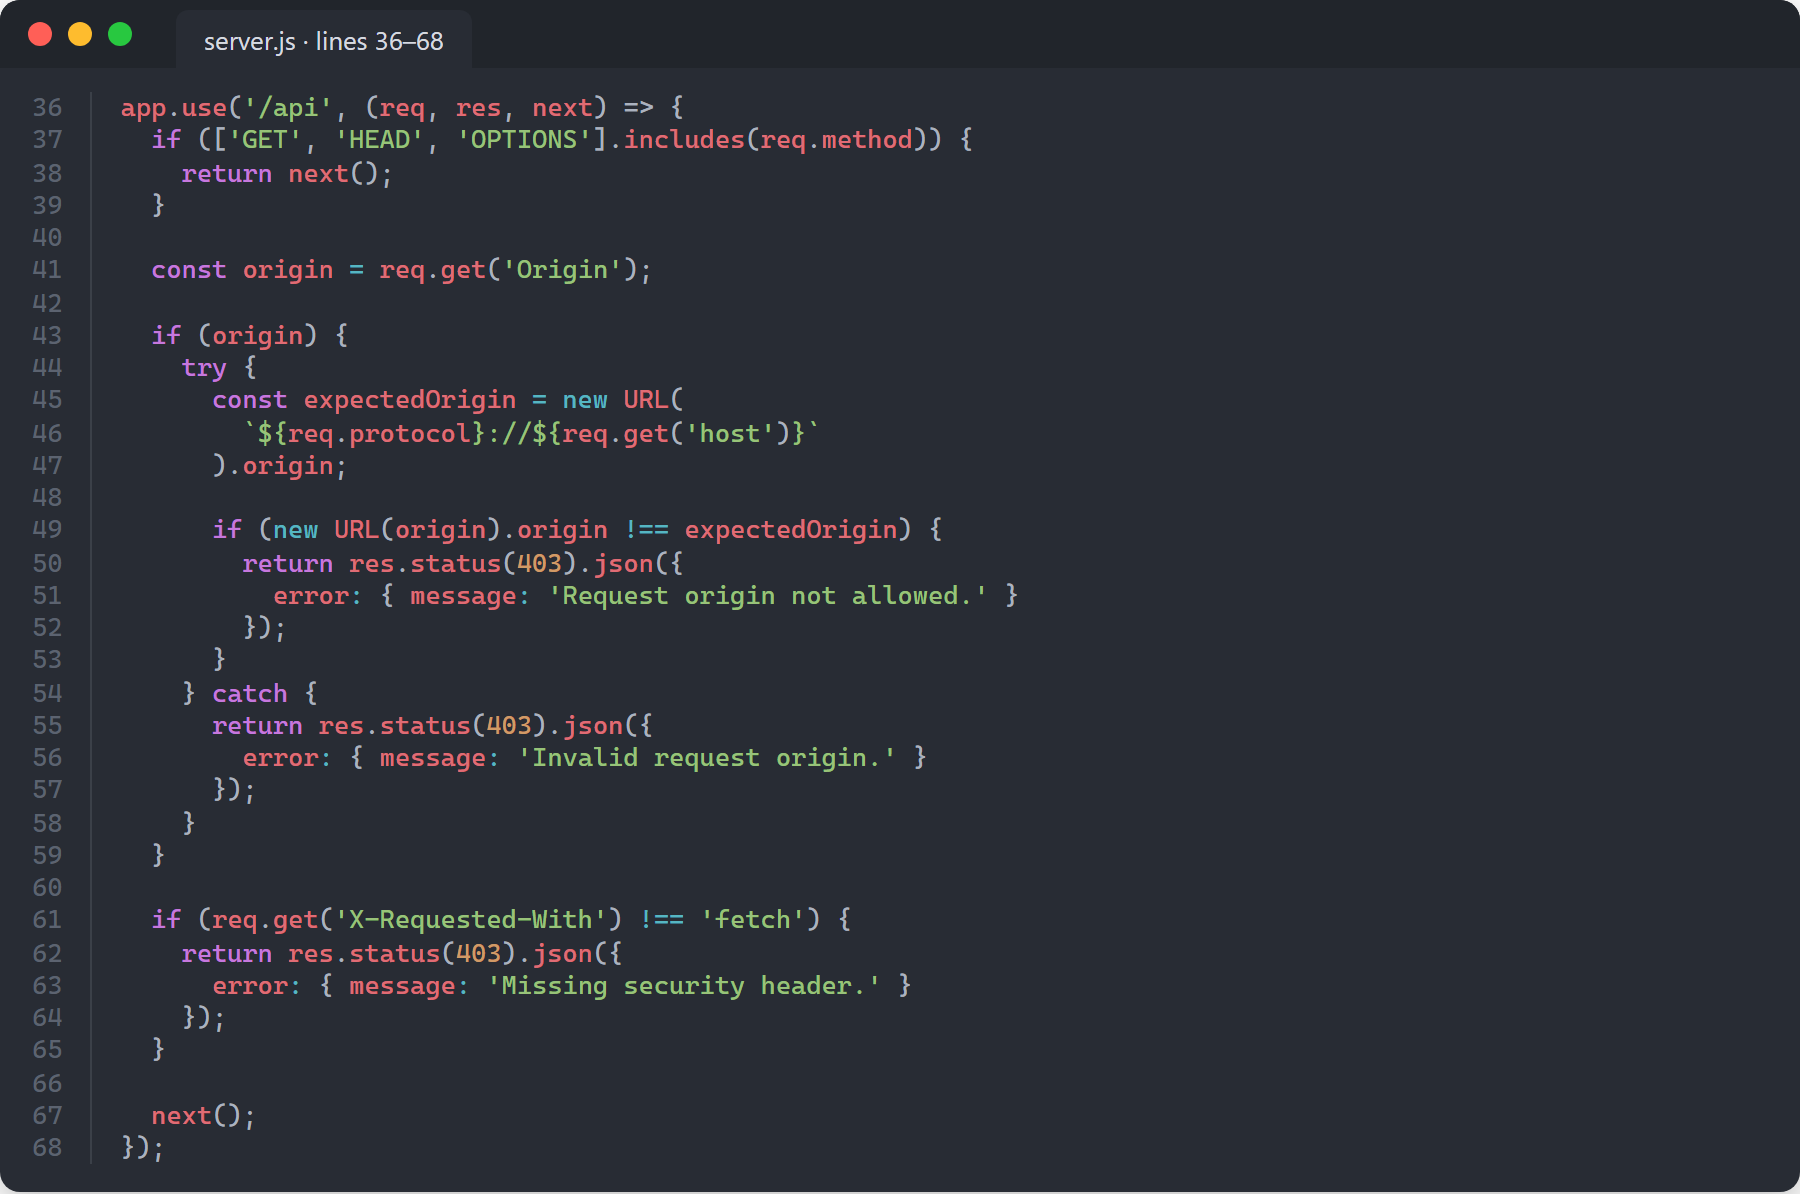 server.js · lines 36–68
36 app.use('/api', (req, res, next) => {
37   if (['GET', 'HEAD', 'OPTIONS'].includes(req.method)) {
38     return next();
39   }
40
41   const origin = req.get('Origin');
42
43   if (origin) {
44     try {
45       const expectedOrigin = new URL(
46         `${req.protocol}://${req.get('host')}`
47       ).origin;
48
49       if (new URL(origin).origin !== expectedOrigin) {
50         return res.status(403).json({
51           error: { message: 'Request origin not allowed.' }
52         });
53       }
54     } catch {
55       return res.status(403).json({
56         error: { message: 'Invalid request origin.' }
57       });
58     }
59   }
60
61   if (req.get('X-Requested-With') !== 'fetch') {
62     return res.status(403).json({
63       error: { message: 'Missing security header.' }
64     });
65   }
66
67   next();
68 });